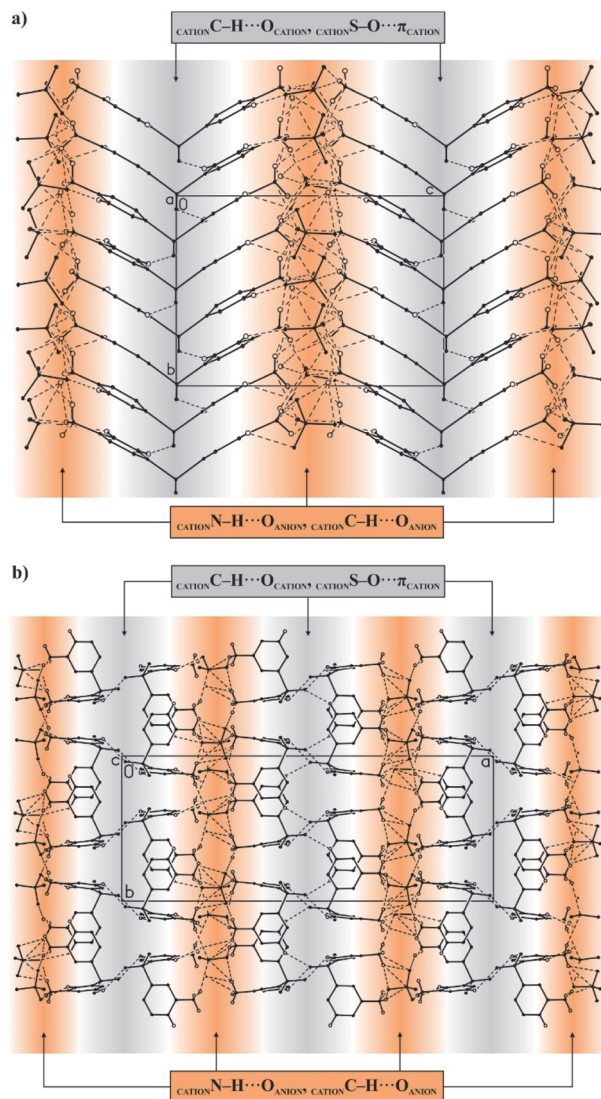 a)
CATIONC–H···OCATION, CATIONS–O···πCATION
a 0 c
b
CATIONN–H···OANION, CATIONC–H···OANION
b)
CATIONC–H···OCATION, CATIONS–O···πCATION
c 0 a
b
CATIONN–H···OANION, CATIONC–H···OANION